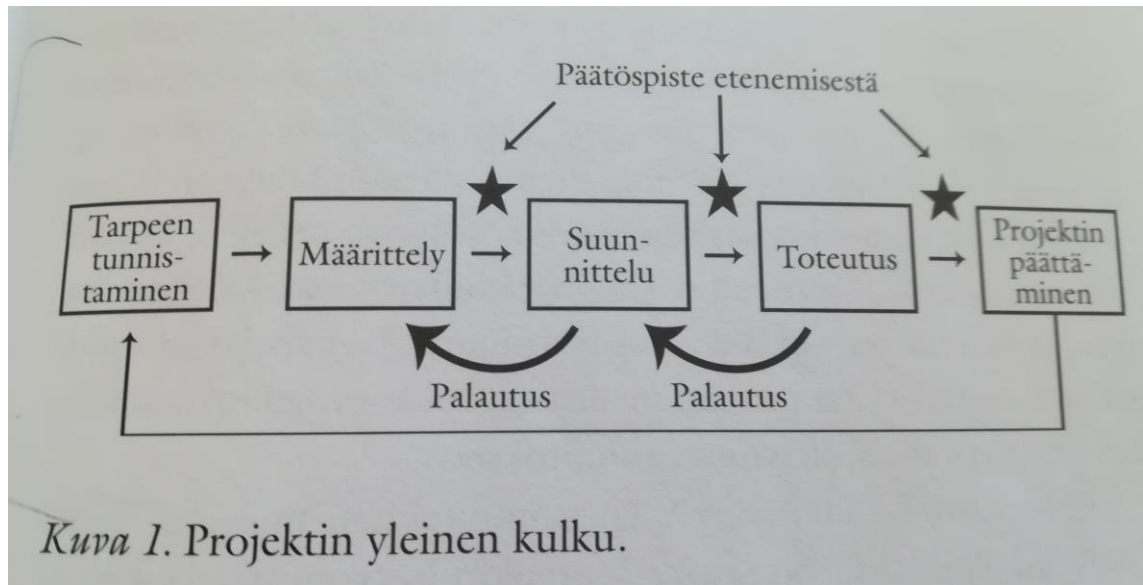 Päätöspiste etenemisestä
Tarpeen
tunnis-
taminen
Määrittely
Suun-
nittelu
Toteutus
Projektin
päättä-
minen
Palautus
Palautus
Kuva 1. Projektin yleinen kulku.